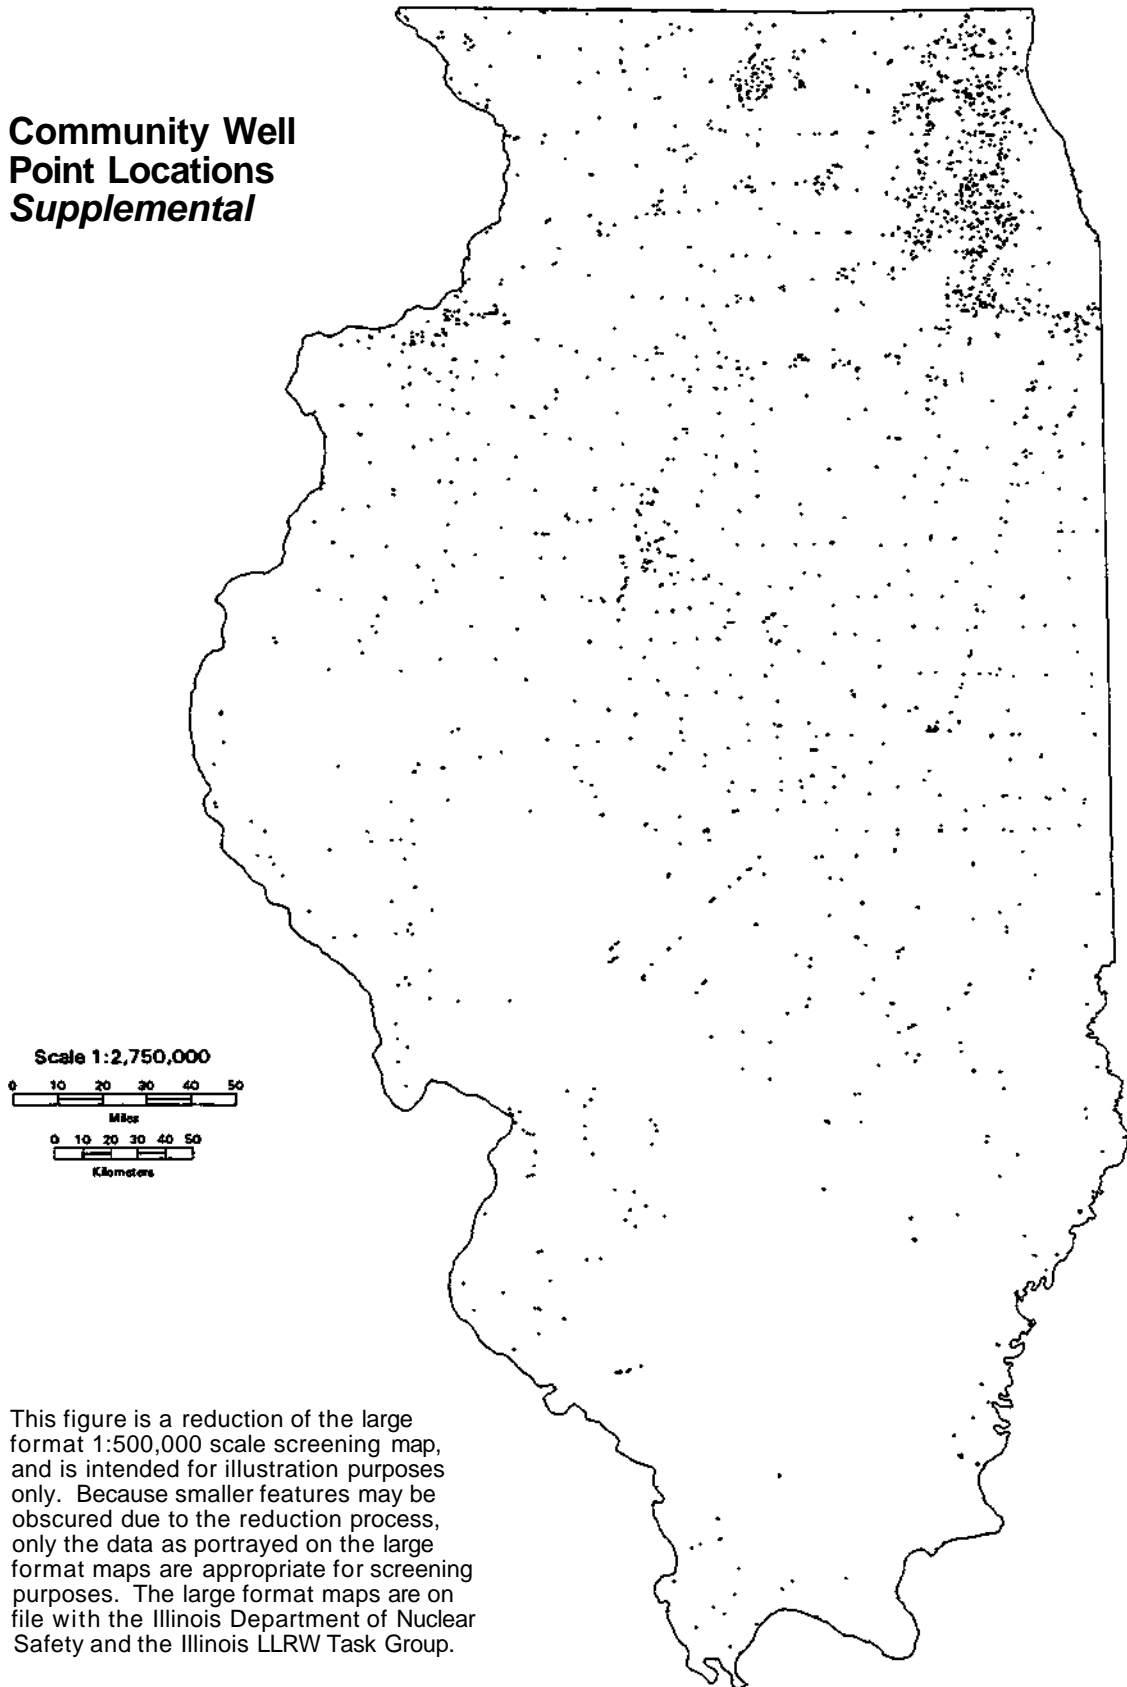 Community Well
Point Locations
Supplemental
Scale 1:2,750,000
0 10 20 30 40 50
Miles
0 10 20 30 40 50
Kilometers
This figure is a reduction of the large
format 1:500,000 scale screening map,
and is intended for illustration purposes
only. Because smaller features may be
obscured due to the reduction process,
only the data as portrayed on the large
format maps are appropriate for screening
purposes. The large format maps are on
file with the Illinois Department of Nuclear
Safety and the Illinois LLRW Task Group.